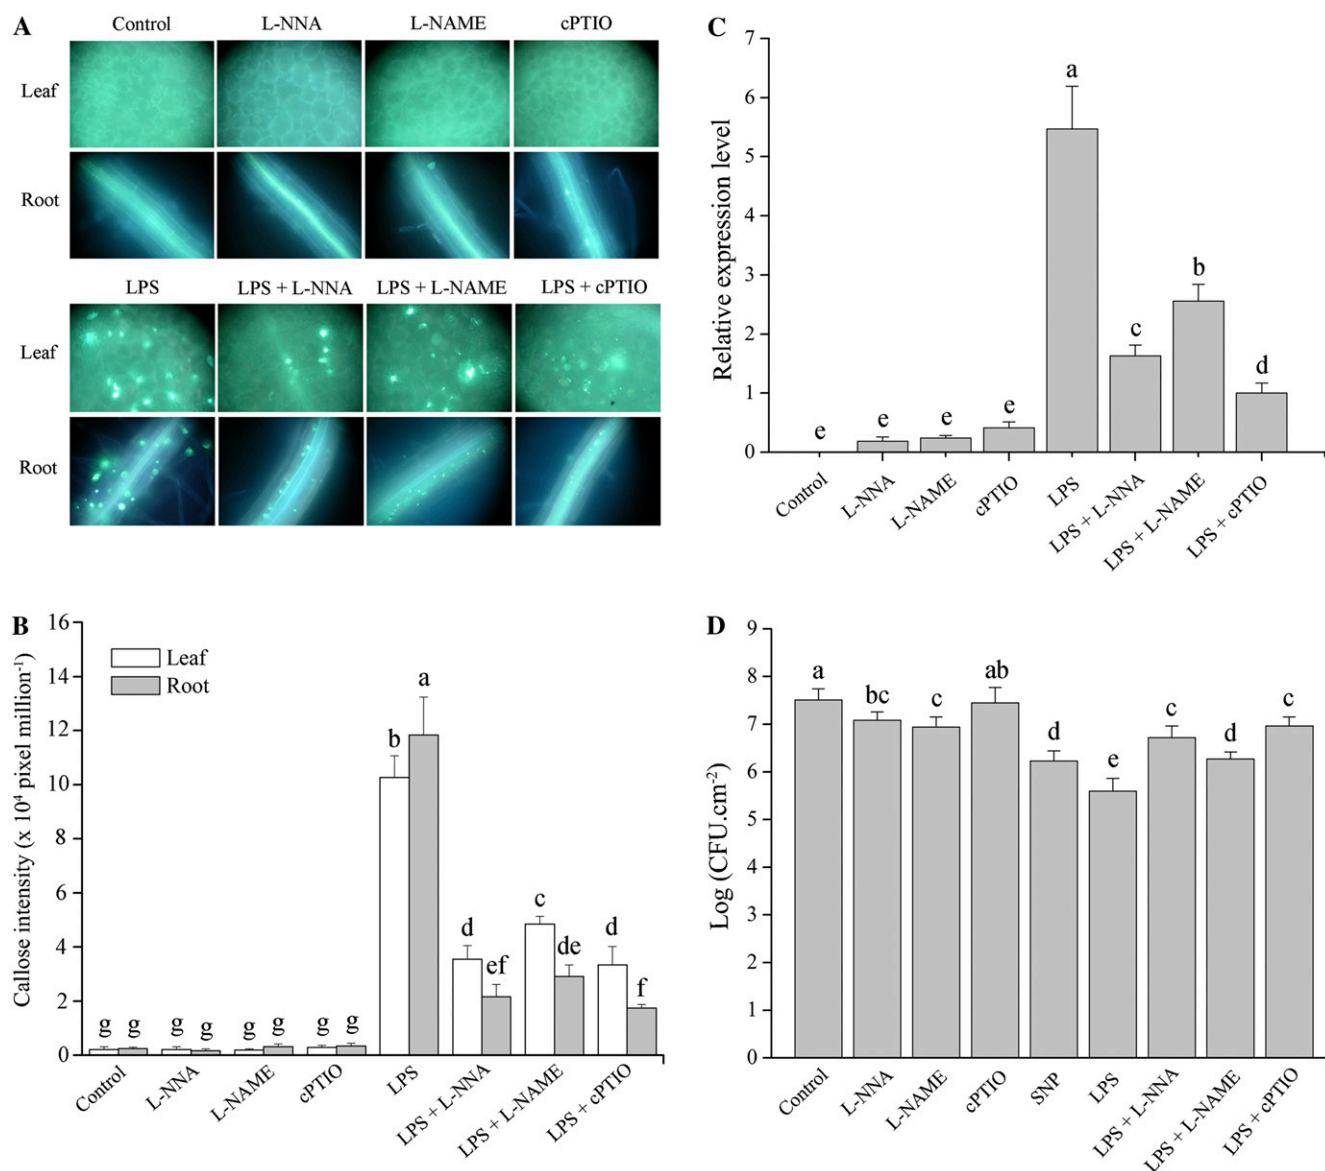 A
Control L-NNA L-NAME cPTIO
Leaf
Root
LPS LPS + L-NNA LPS + L-NAME LPS + cPTIO
Leaf
Root
B
Callose intensity (x 10⁴ pixel million⁻¹)
16
14
12
10
8
6
4
2
0
Leaf
Root
g g g g g g g g b a d ef c de d f
Control L-NNA L-NAME cPTIO LPS LPS + L-NNA LPS + L-NAME LPS + cPTIO
C
Relative expression level
7
6
5
4
3
2
1
0
e e e e a c b d
Control L-NNA L-NAME cPTIO LPS LPS + L-NNA LPS + L-NAME LPS + cPTIO
D
Log (CFU.cm⁻²)
9
8
7
6
5
4
3
2
1
0
a bc c ab d e c d c
Control L-NNA L-NAME cPTIO SNP LPS LPS + L-NNA LPS + L-NAME LPS + cPTIO